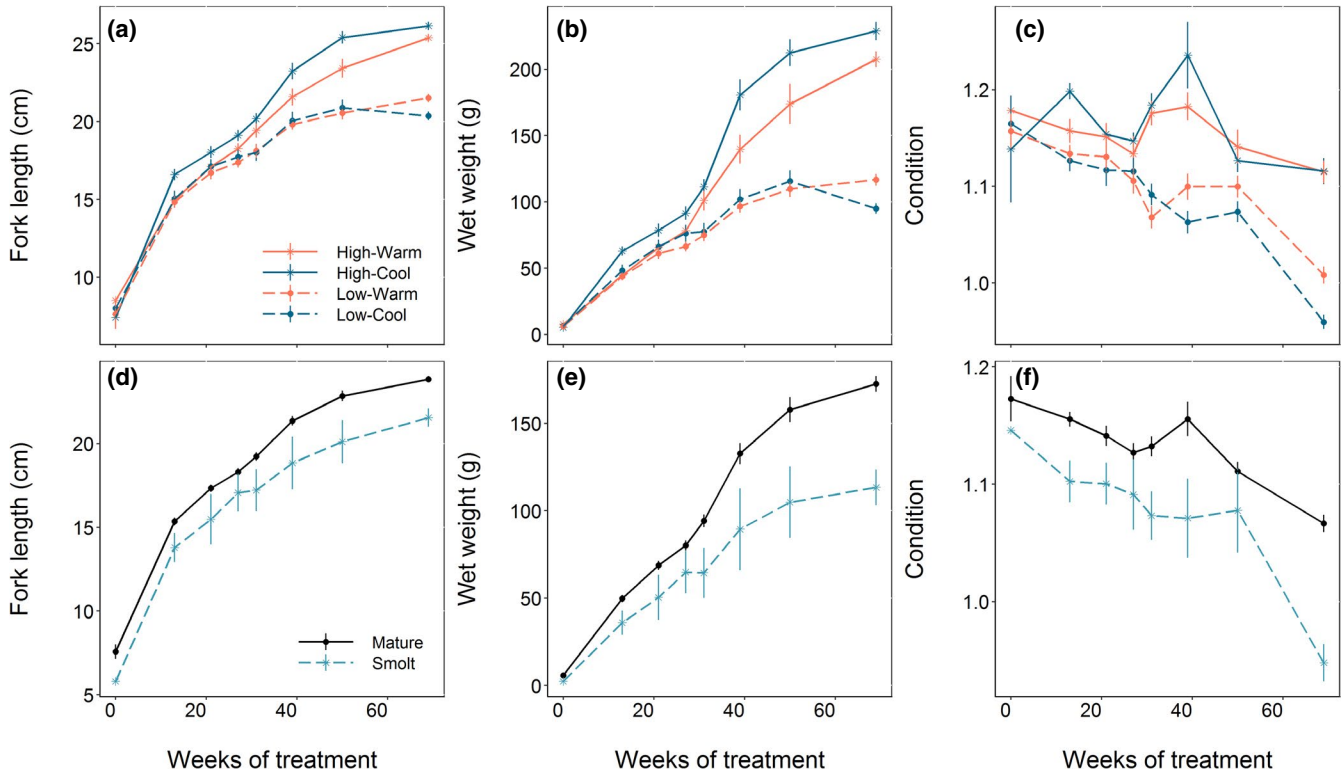 (a)
Fork length (cm)
25
20
15
10
High-Warm
High-Cool
Low-Warm
Low-Cool
(b)
Wet weight (g)
200
150
100
50
0
(c)
Condition
1.2
1.1
1.0
(d)
Fork length (cm)
20
15
10
5
Mature
Smolt
0 20 40 60
Weeks of treatment
(e)
Wet weight (g)
150
100
50
0
0 20 40 60
Weeks of treatment
(f)
Condition
1.2
1.1
1.0
0 20 40 60
Weeks of treatment